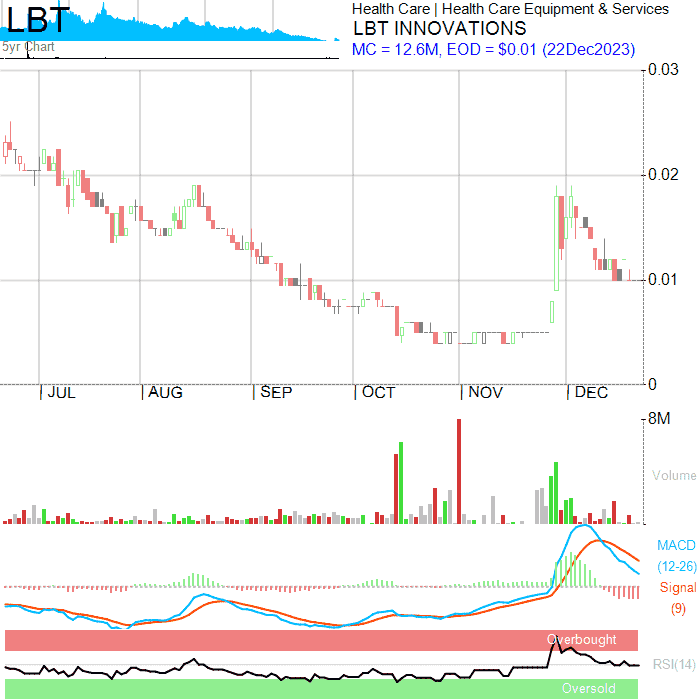 LBT
5yr Chart
Health Care | Health Care Equipment & Services
LBT INNOVATIONS
MC = 12.6M, EOD = $0.01 (22Dec2023)
0.03
0.02
0.01
0
| JUL | AUG | SEP | OCT | NOV | DEC
8M
Volume
MACD
(12-26)
Signal
(9)
Overbought
RSI(14)
Oversold